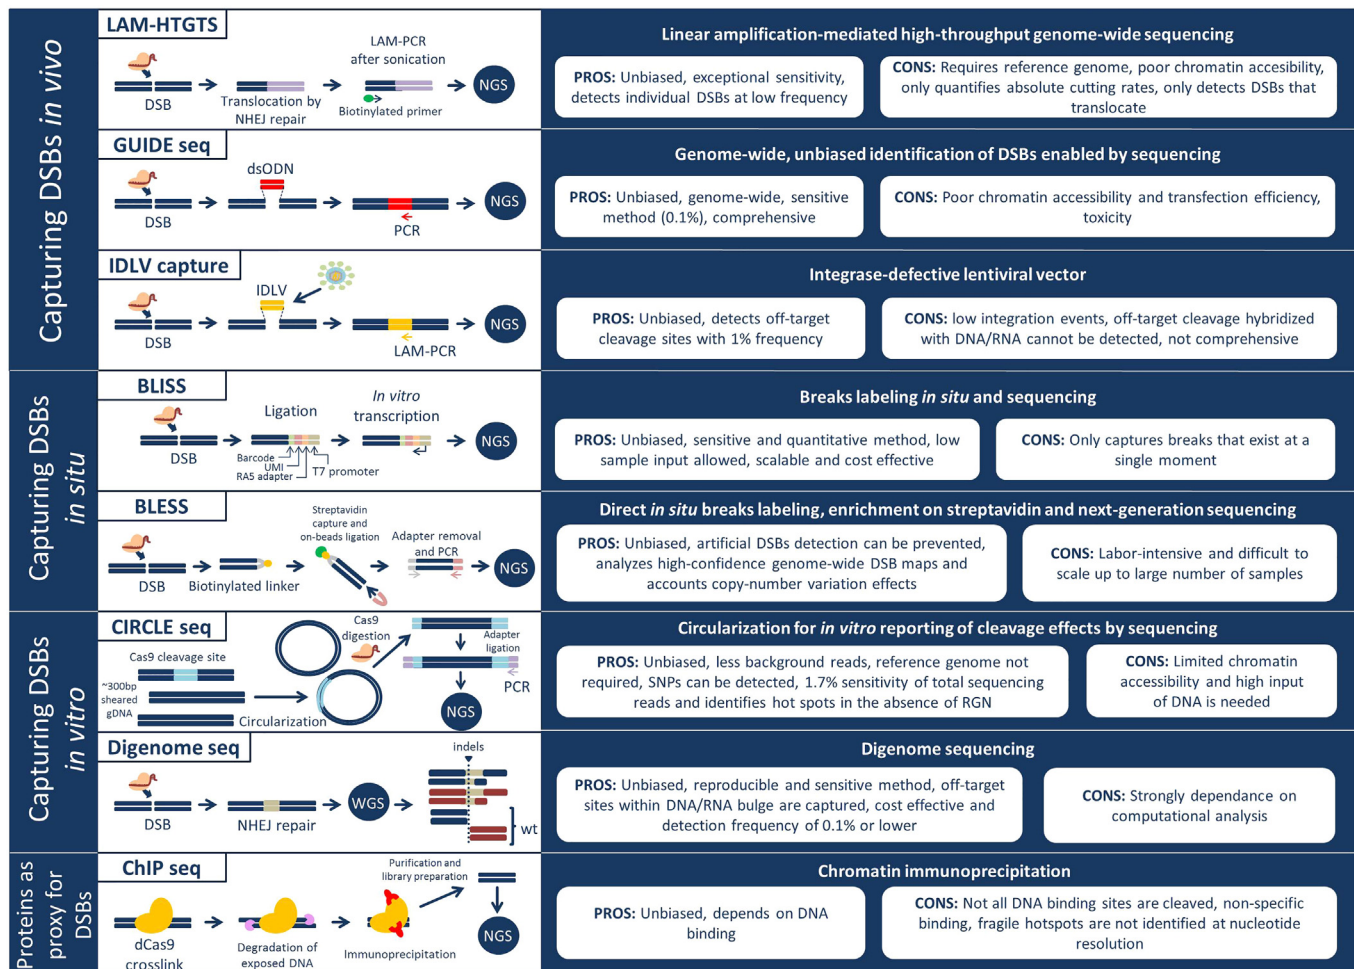 Capturing DSBs in vivo
LAM-HTGTS
DSB
Translocation by
NHEJ repair
LAM-PCR
after sonication
Biotinylated primer
NGS
Linear amplification-mediated high-throughput genome-wide sequencing
PROS: Unbiased, exceptional sensitivity,
detects individual DSBs at low frequency
CONS: Requires reference genome, poor chromatin accesibility,
only quantifies absolute cutting rates, only detects DSBs that
translocate
GUIDE seq
DSB
dsODN
PCR
NGS
Genome-wide, unbiased identification of DSBs enabled by sequencing
PROS: Unbiased, genome-wide, sensitive
method (0.1%), comprehensive
CONS: Poor chromatin accessibility and transfection efficiency,
toxicity
IDLV capture
DSB
IDLV
LAM-PCR
NGS
Integrase-defective lentiviral vector
PROS: Unbiased, detects off-target
cleavage sites with 1% frequency
CONS: low integration events, off-target cleavage hybridized
with DNA/RNA cannot be detected, not comprehensive
Capturing DSBs
in situ
BLISS
DSB
Ligation
Barcode
UMI
RA5 adapter
T7 promoter
In vitro
transcription
NGS
Breaks labeling in situ and sequencing
PROS: Unbiased, sensitive and quantitative method, low
sample input allowed, scalable and cost effective
CONS: Only captures breaks that exist at a
single moment
BLESS
DSB
Biotinylated linker
Streptavidin
capture and
on-beads ligation
Adapter removal
and PCR
NGS
Direct in situ breaks labeling, enrichment on streptavidin and next-generation sequencing
PROS: Unbiased, artificial DSBs detection can be prevented,
analyzes high-confidence genome-wide DSB maps and
accounts copy-number variation effects
CONS: Labor-intensive and difficult to
scale up to large number of samples
Capturing DSBs
in vitro
CIRCLE seq
Cas9 cleavage site
~300bp
sheared
gDNA
Circularization
Cas9
digestion
Adapter
ligation
PCR
NGS
Circularization for in vitro reporting of cleavage effects by sequencing
PROS: Unbiased, less background reads, reference genome not
required, SNPs can be detected, 1.7% sensitivity of total sequencing
reads and identifies hot spots in the absence of RGN
CONS: Limited chromatin
accessibility and high input
of DNA is needed
Digenome seq
DSB
NHEJ repair
WGS
indels
wt
Digenome sequencing
PROS: Unbiased, reproducible and sensitive method, off-target
sites within DNA/RNA bulge are captured, cost effective and
detection frequency of 0.1% or lower
CONS: Strongly dependance on
computational analysis
Proteins as
proxy for
DSBs
ChIP seq
dCas9
crosslink
Degradation of
exposed DNA
Immunoprecipitation
Purification and
library preparation
NGS
Chromatin immunoprecipitation
PROS: Unbiased, depends on DNA
binding
CONS: Not all DNA binding sites are cleaved, non-specific
binding, fragile hotspots are not identified at nucleotide
resolution